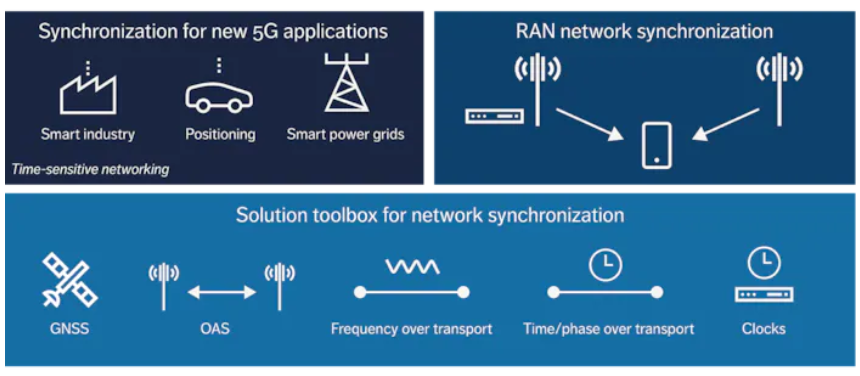 Synchronization for new 5G applications
Smart industry
Positioning
Smart power grids
Time-sensitive networking
RAN network synchronization
Solution toolbox for network synchronization
GNSS
OAS
Frequency over transport
Time/phase over transport
Clocks